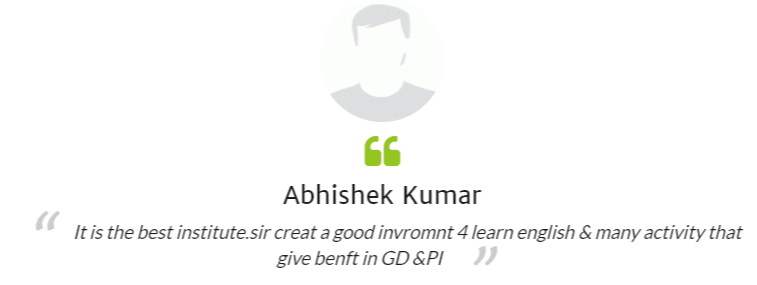 Abhishek Kumar
“ It is the best institute.sir creat a good invromnt 4 learn english & many activity that
give benft in GD &PI ”